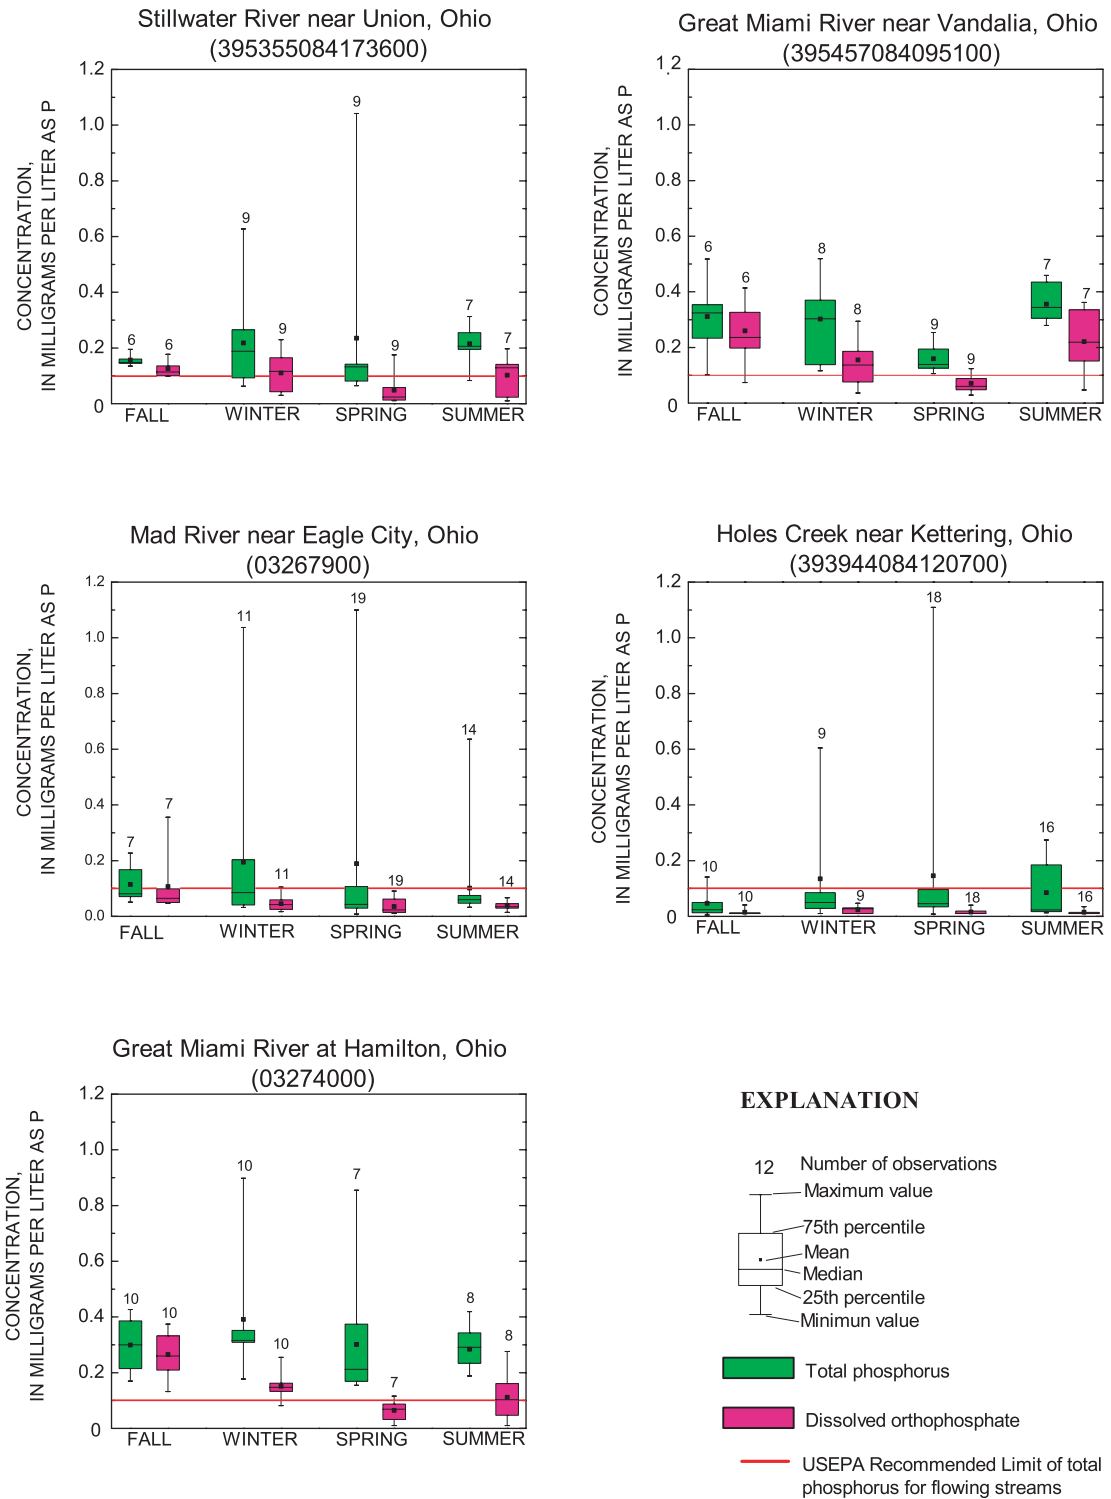 Stillwater River near Union, Ohio
(395355084173600)
CONCENTRATION,
IN MILLIGRAMS PER LITER AS P
1.2
1.0
0.8
0.6
0.4
0.2
0
6
6
9
9
9
9
7
7
FALL
WINTER
SPRING
SUMMER
Great Miami River near Vandalia, Ohio
(395457084095100)
CONCENTRATION,
IN MILLIGRAMS PER LITER AS P
1.2
1.0
0.8
0.6
0.4
0.2
0
6
6
8
8
9
9
7
7
FALL
WINTER
SPRING
SUMMER
Mad River near Eagle City, Ohio
(03267900)
CONCENTRATION,
IN MILLIGRAMS PER LITER AS P
1.2
1.0
0.8
0.6
0.4
0.2
0.0
7
7
11
11
19
19
14
14
FALL
WINTER
SPRING
SUMMER
Holes Creek near Kettering, Ohio
(393944084120700)
CONCENTRATION,
IN MILLIGRAMS PER LITER AS P
1.2
1.0
0.8
0.6
0.4
0.2
0
10
10
9
9
18
18
16
16
FALL
WINTER
SPRING
SUMMER
Great Miami River at Hamilton, Ohio
(03274000)
CONCENTRATION,
IN MILLIGRAMS PER LITER AS P
1.2
1.0
0.8
0.6
0.4
0.2
0
10
10
10
10
7
7
8
8
FALL
WINTER
SPRING
SUMMER
EXPLANATION
12 Number of observations
Maximum value
75th percentile
Mean
Median
25th percentile
Minimun value
Total phosphorus
Dissolved orthophosphate
USEPA Recommended Limit of total
phosphorus for flowing streams